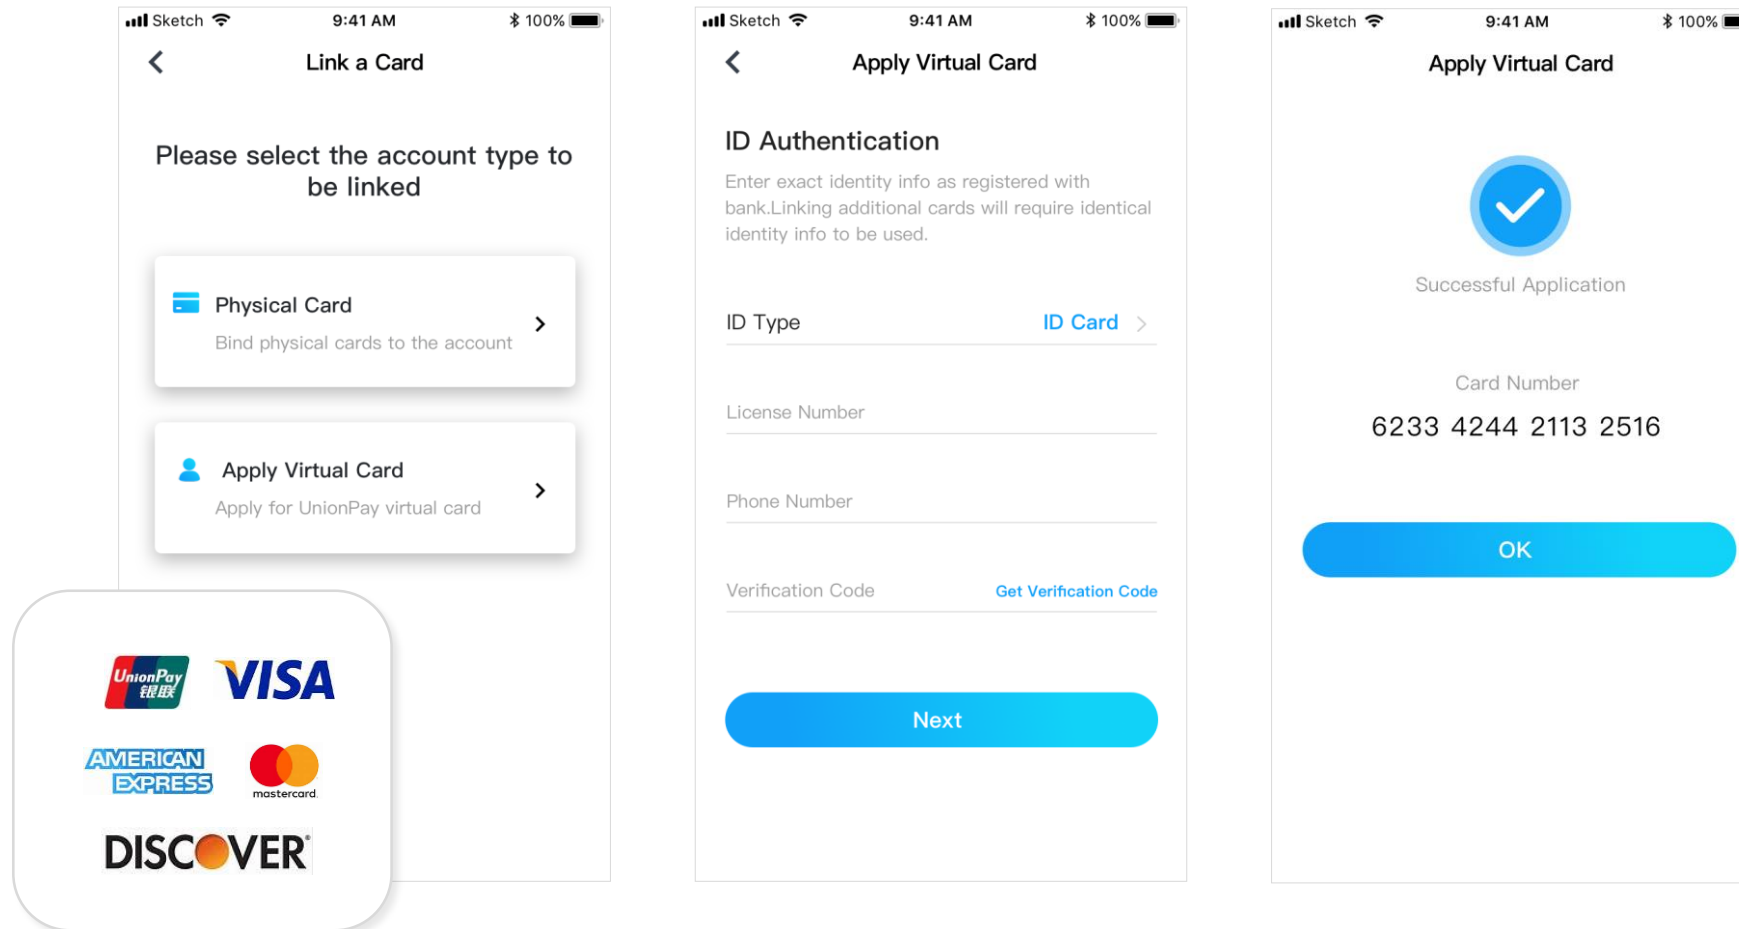 Sketch 9:41 AM 100%
Link a Card
Please select the account type to
be linked
Physical Card
Bind physical cards to the account
Apply Virtual Card
Apply for UnionPay virtual card
UnionPay
银联
VISA
AMERICAN
EXPRESS
mastercard.
DISCOVER®
Sketch 9:41 AM 100%
Apply Virtual Card
ID Authentication
Enter exact identity info as registered with
bank.Linking additional cards will require identical
identity info to be used.
ID Type ID Card
License Number
Phone Number
Verification Code Get Verification Code
Next
Sketch 9:41 AM 100%
Apply Virtual Card
Successful Application
Card Number
6233 4244 2113 2516
OK